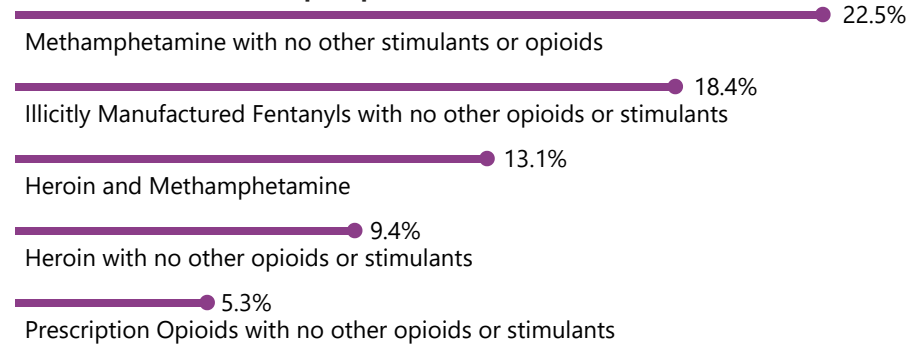 22.5%
Methamphetamine with no other stimulants or opioids
18.4%
Illicitly Manufactured Fentanyls with no other opioids or stimulants
13.1%
Heroin and Methamphetamine
9.4%
Heroin with no other opioids or stimulants
5.3%
Prescription Opioids with no other opioids or stimulants